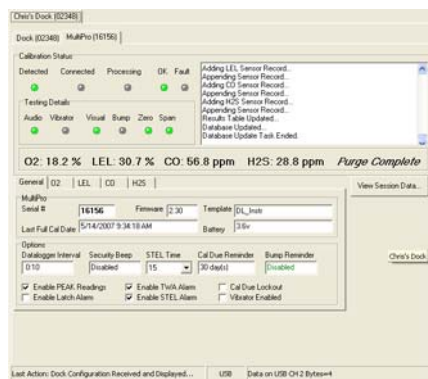 Chris's Dock (02348)
Dock (02348) MultiPro (16156)
Calibration Status
Detected Connected Processing OK Fault
Testing Details
Audio Vibrator Visual Bump Zero Span
Adding LEL Sensor Record...
Appending Sensor Record...
Adding CO Sensor Record...
Appending Sensor Record...
Adding H2S Sensor Record...
Appending Sensor Record...
Results Table Updated...
Database Updated...
Database Update Task Ended.
O2: 18.2 % LEL: 30.7 % CO: 56.8 ppm H2S: 28.8 ppm Purge Complete
General O2 LEL CO H2S
View Session Data...
MultiPro
Serial # 16156 Firmware 2.30 Template DL_Instr
Last Full Cal Date 5/14/2007 9:34:18 AM Battery 3.6v
Options
Datalogger Interval Security Beep STEL Time Cal Due Reminder Bump Reminder
0:10 Disabled 15 30 day(s) Disabled
Chris's Dock
Enable PEAK Readings Enable TWA Alarm Cal Due Lockout
Enable Latch Alarm Enable STEL Alarm Vibrator Enabled
Last Action: Dock Configuration Received and Displayed... USB Data on USB CH 2 Bytes=4